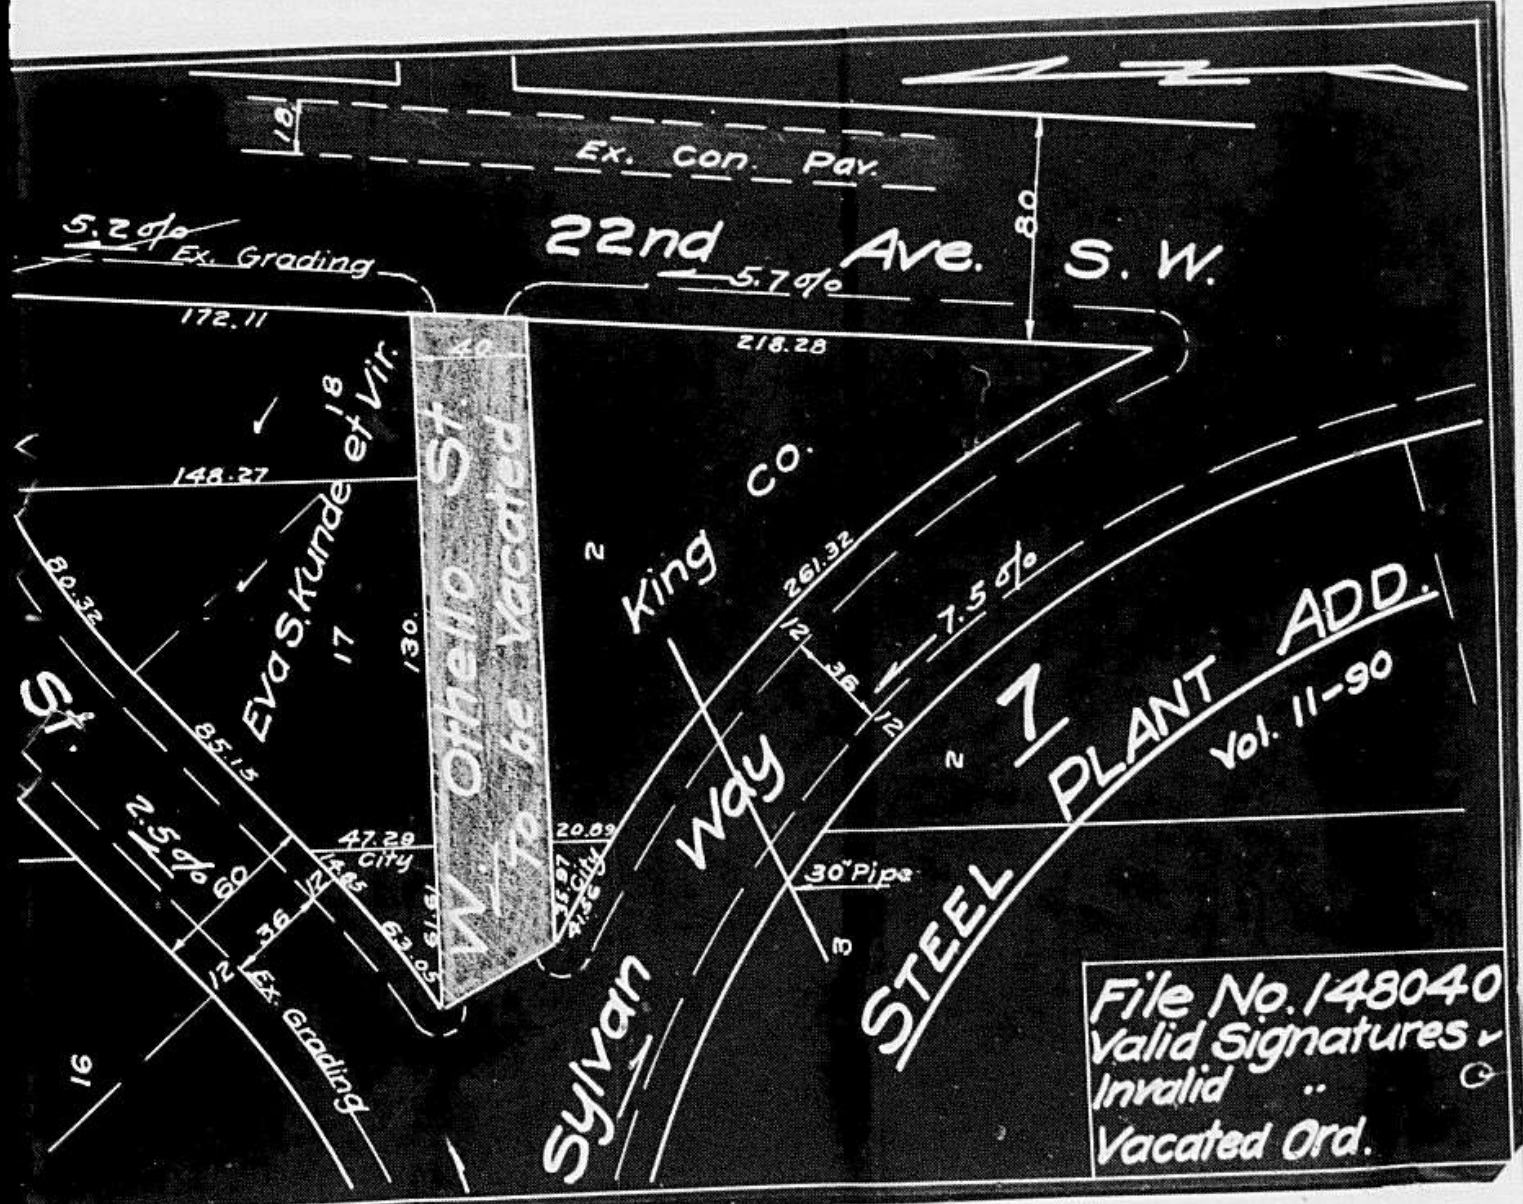 N
18.
Ex. Con. Pav.
80
5.2%
Ex. Grading
22nd Ave. S. W.
5.7%
172.11
40
218.28
18
148.27
Eva S. Kunde et Vir.
17
130.
W. Othello St.
To be Vacated
2
King Co.
261.32
80.32
85.15
St.
12
36
12
7.5%
7
2
STEEL PLANT ADD.
Vol. 11-90
2.5%
60
47.28
City
14.85
12
36
12
63.05
61.61
20.89
City
41.56
30" Pipe
3
Sylvan Way
Ex. Grading
16
File No. 148040
Valid Signatures
Invalid "
Vacated Ord.